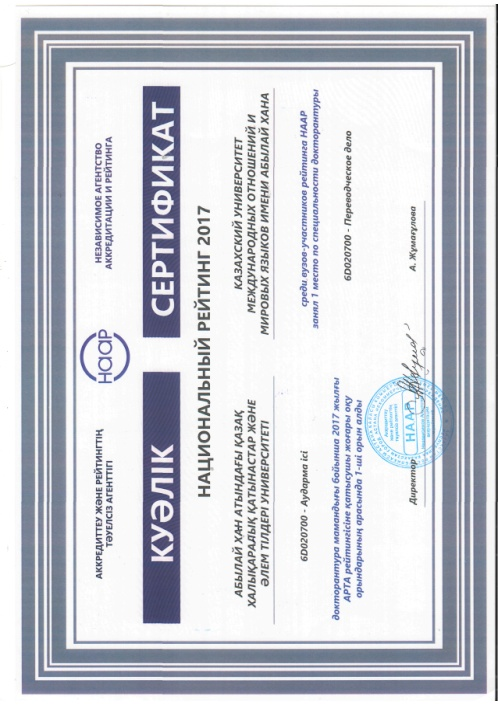 АККРЕДИТТЕУ ЖӘНЕ РЕЙТИНГТІҢ
ТӘУЕЛСІЗ АГЕНТТІГІ
НААР
НЕЗАВИСИМОЕ АГЕНТСТВО
АККРЕДИТАЦИИ И РЕЙТИНГА
КУӘЛІК
СЕРТИФИКАТ
НАЦИОНАЛЬНЫЙ РЕЙТИНГ 2017
АБЫЛАЙ ХАН АТЫНДАҒЫ ҚАЗАҚ
ХАЛЫҚАРАЛЫҚ ҚАТЫНАСТАР ЖӘНЕ
ӘЛЕМ ТІЛДЕРІ УНИВЕРСИТЕТІ
6D020700 - Аударма ісі
докторантура мамандығы бойынша 2017 жылғы
АРТА рейтингісіне қатысушы жоғары оқу
орындарының арасында 1-ші орын алды
КАЗАХСКИЙ УНИВЕРСИТЕТ
МЕЖДУНАРОДНЫХ ОТНОШЕНИЙ И
МИРОВЫХ ЯЗЫКОВ ИМЕНИ АБЫЛАЙ ХАНА
среди вузов-участников рейтинга НААР
занял 1 место по специальности докторантуры
6D020700 - Переводческое дело
Директор
НААР
А. Жумағулова